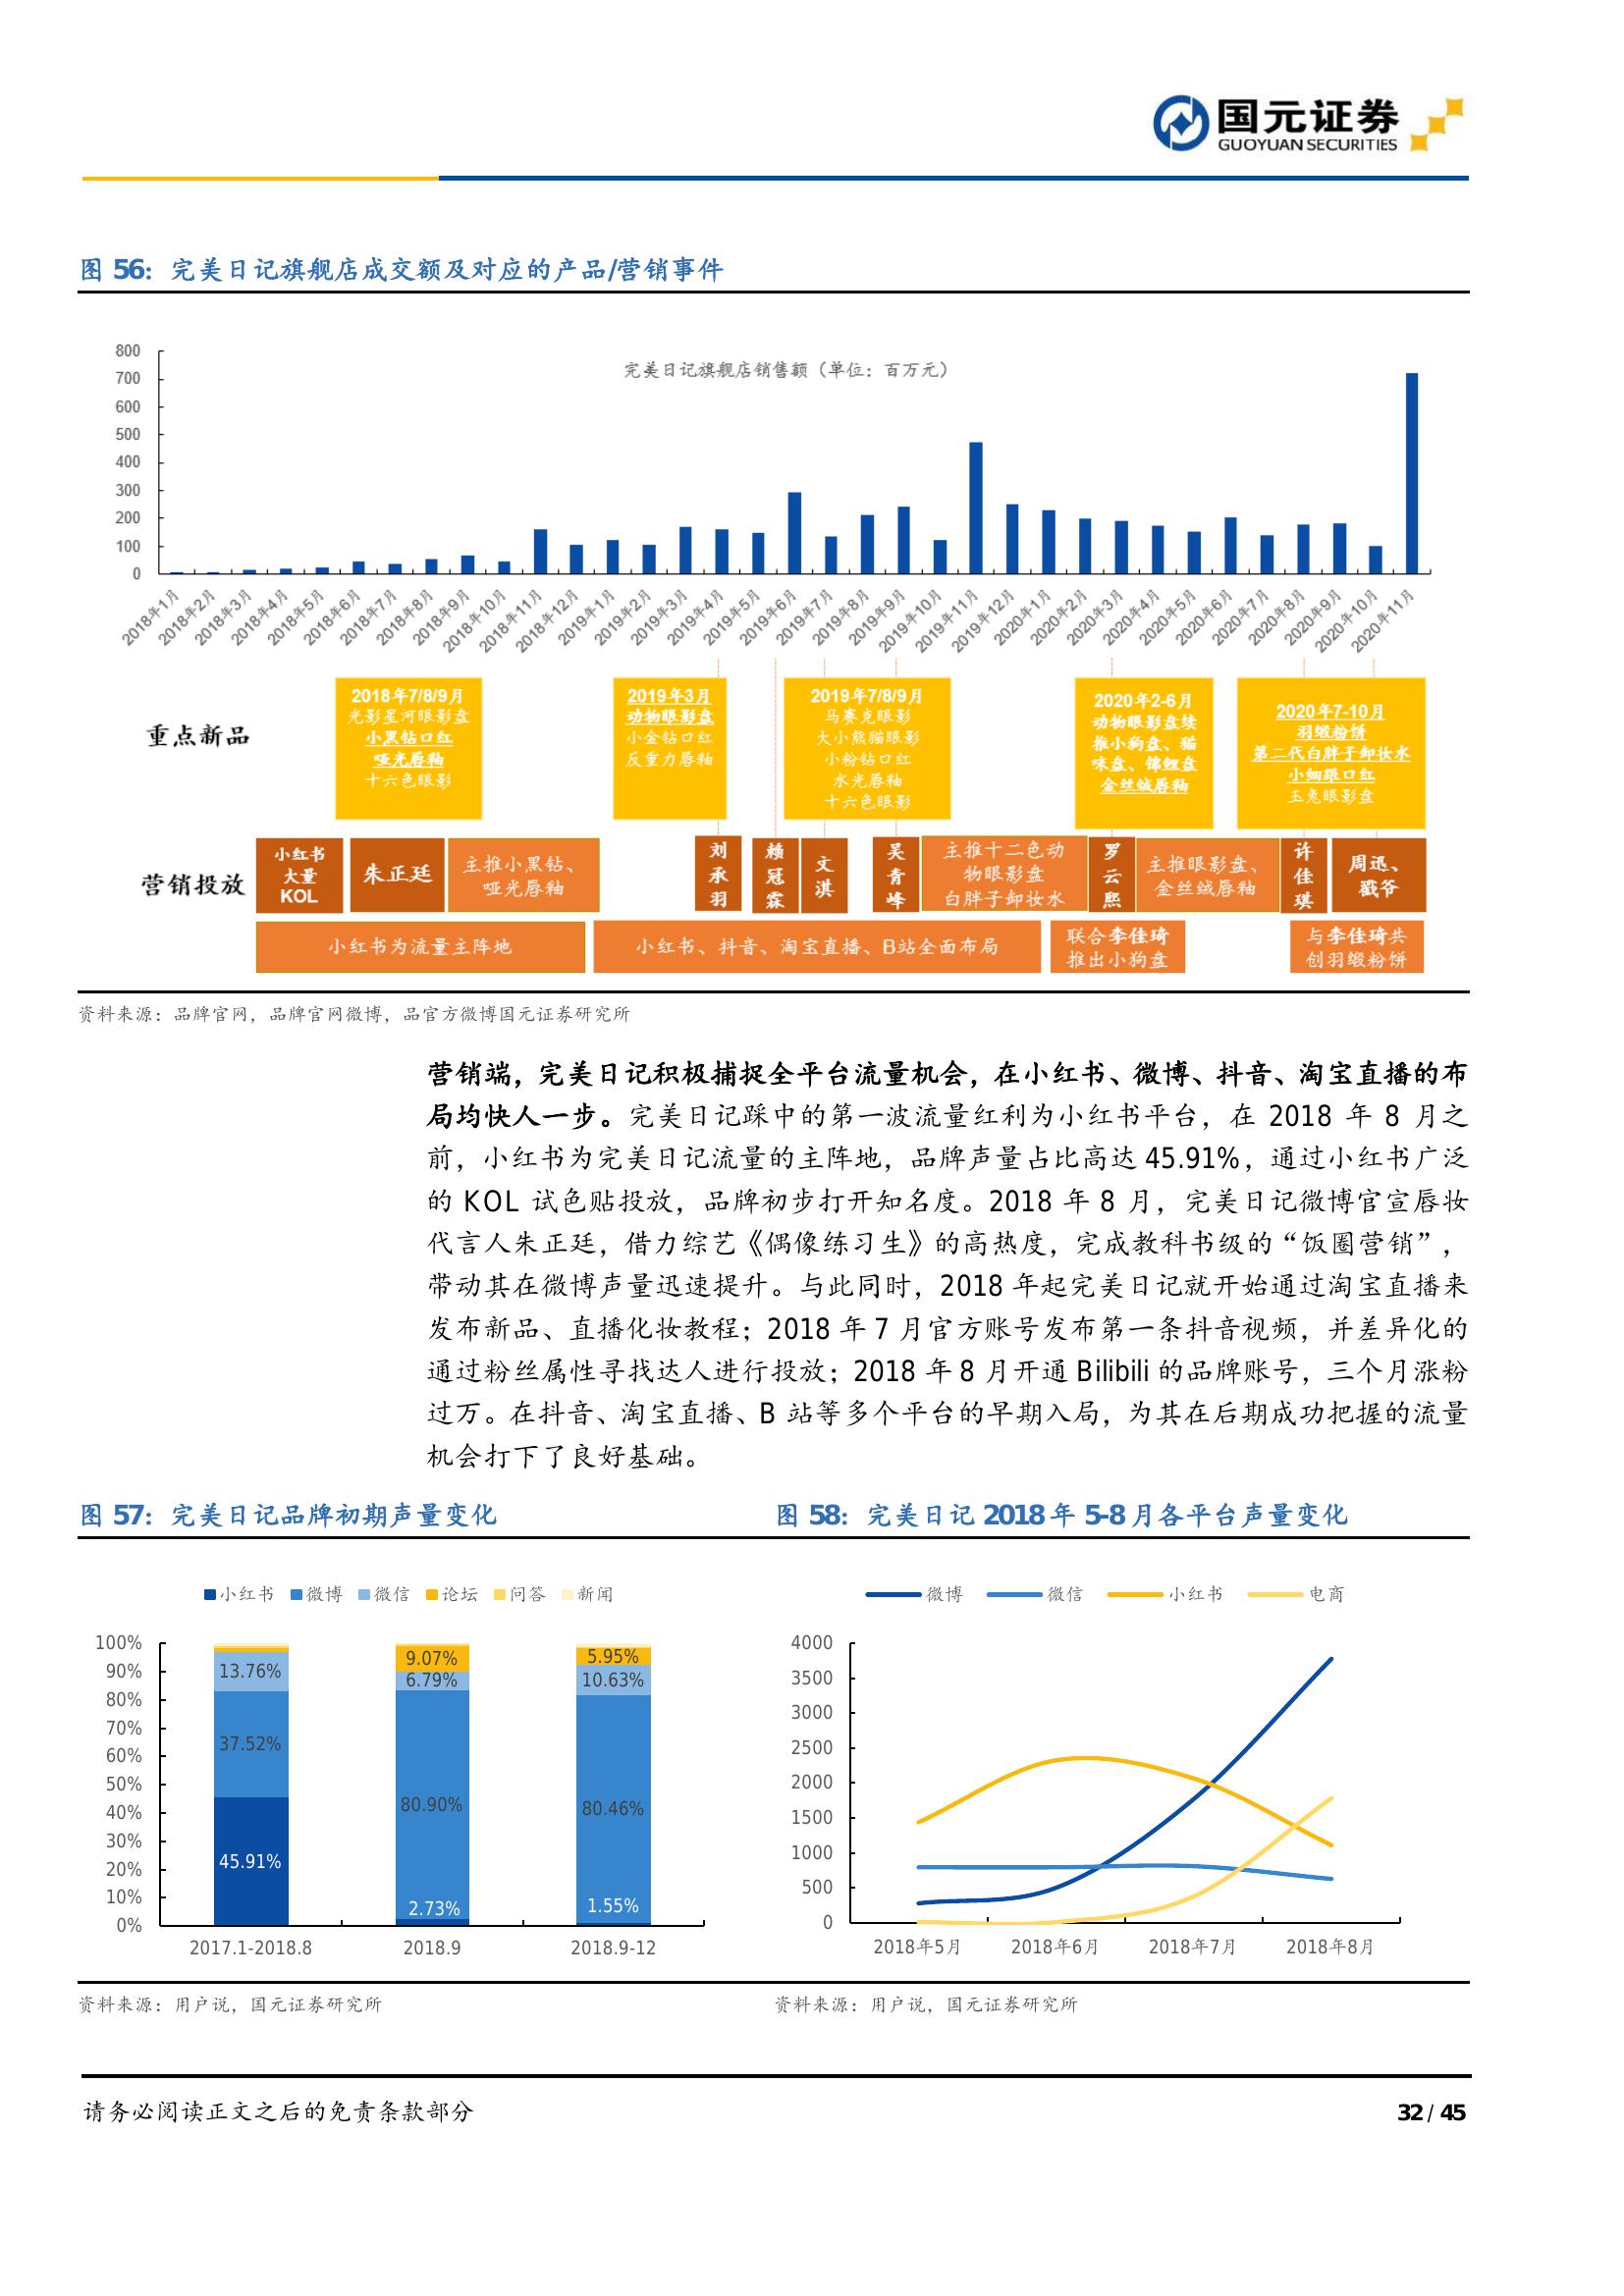 国元证券
GUOYUAN SECURITIES
图 56：完美日记旗舰店成交额及对应的产品/营销事件
完美日记旗舰店销售额（单位：百万元）
800
700
600
500
400
300
200
100
0
2018年1月
2018年2月
2018年3月
2018年4月
2018年5月
2018年6月
2018年7月
2018年8月
2018年9月
2018年10月
2018年11月
2018年12月
2019年1月
2019年2月
2019年3月
2019年4月
2019年5月
2019年6月
2019年7月
2019年8月
2019年9月
2019年10月
2019年11月
2019年12月
2020年1月
2020年2月
2020年3月
2020年4月
2020年5月
2020年6月
2020年7月
2020年8月
2020年9月
2020年10月
2020年11月
重点新品
2018年7/8/9月
光影星河眼影盘
小黑钻口红
哑光唇釉
十六色眼影
2019年3月
动物眼影盘
小金钻口红
反重力唇釉
2019年7/8/9月
马赛克眼影
大小熊猫眼影
小粉钻口红
水光唇釉
十六色眼影
2020年2-6月
动物眼影盘续
推小狗盘、猫
咪盘、锦鲤盘
金丝绒唇釉
2020年7-10月
羽缎粉饼
第二代白胖子卸妆水
小细跟口红
玉兔眼影盘
营销投放
小红书
大量
KOL
朱正廷
主推小黑钻、
哑光唇釉
刘承羽
赖冠霖
文淇
吴青峰
主推十二色动
物眼影盘
白胖子卸妆水
罗云熙
主推眼影盘、
金丝绒唇釉
许佳琪
周迅、
戳爷
小红书为流量主阵地
小红书、抖音、淘宝直播、B站全面布局
联合李佳琦
推出小狗盘
与李佳琦共
创羽缎粉饼
资料来源：品牌官网，品牌官网微博，品官方微博国元证券研究所
营销端，完美日记积极捕捉全平台流量机会，在小红书、微博、抖音、淘宝直播的布
局均快人一步。完美日记踩中的第一波流量红利为小红书平台，在 2018 年 8 月之
前，小红书为完美日记流量的主阵地，品牌声量占比高达 45.91%，通过小红书广泛
的 KOL 试色贴投放，品牌初步打开知名度。2018 年 8 月，完美日记微博官宣唇妆
代言人朱正廷，借力综艺《偶像练习生》的高热度，完成教科书级的“饭圈营销”，
带动其在微博声量迅速提升。与此同时，2018 年起完美日记就开始通过淘宝直播来
发布新品、直播化妆教程；2018 年 7 月官方账号发布第一条抖音视频，并差异化的
通过粉丝属性寻找达人进行投放；2018 年 8 月开通 Bilibili 的品牌账号，三个月涨粉
过万。在抖音、淘宝直播、B 站等多个平台的早期入局，为其在后期成功把握的流量
机会打下了良好基础。
图 57：完美日记品牌初期声量变化
小红书 微博 微信 论坛 问答 新闻
100%
90%
80%
70%
60%
50%
40%
30%
20%
10%
0%
13.76%
37.52%
45.91%
9.07%
6.79%
80.90%
2.73%
5.95%
10.63%
80.46%
1.55%
2017.1-2018.8
2018.9
2018.9-12
资料来源：用户说，国元证券研究所
图 58：完美日记 2018 年 5-8 月各平台声量变化
微博 微信 小红书 电商
4000
3500
3000
2500
2000
1500
1000
500
0
2018年5月
2018年6月
2018年7月
2018年8月
资料来源：用户说，国元证券研究所
请务必阅读正文之后的免责条款部分
32 / 45